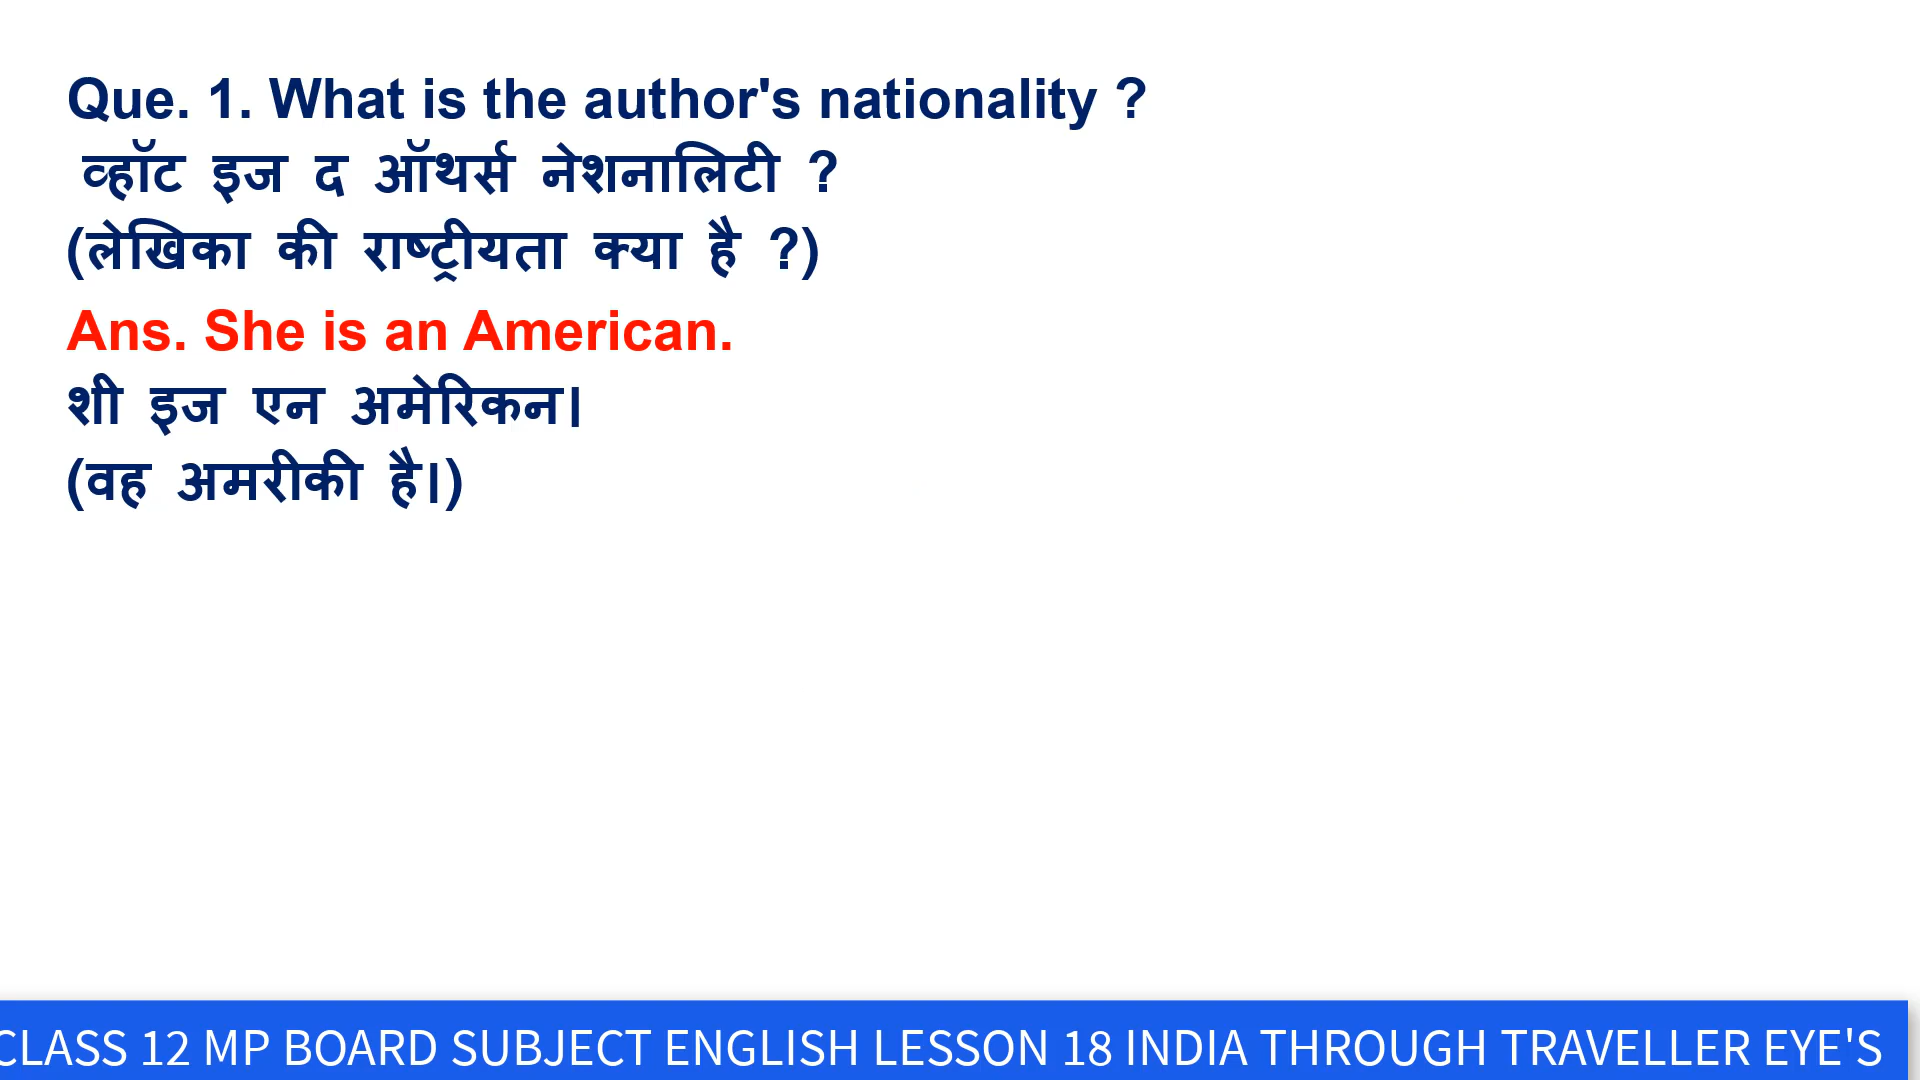 Que. 1. What is the author's nationality ?
व्हॉट इज द ऑथर्स नेशनालिटी ?
(लेखिका की राष्ट्रीयता क्या है ?)
Ans. She is an American.
शी इज एन अमेरिकन।
(वह अमरीकी है।)
CLASS 12 MP BOARD SUBJECT ENGLISH LESSON 18 INDIA THROUGH TRAVELLER EYE'S